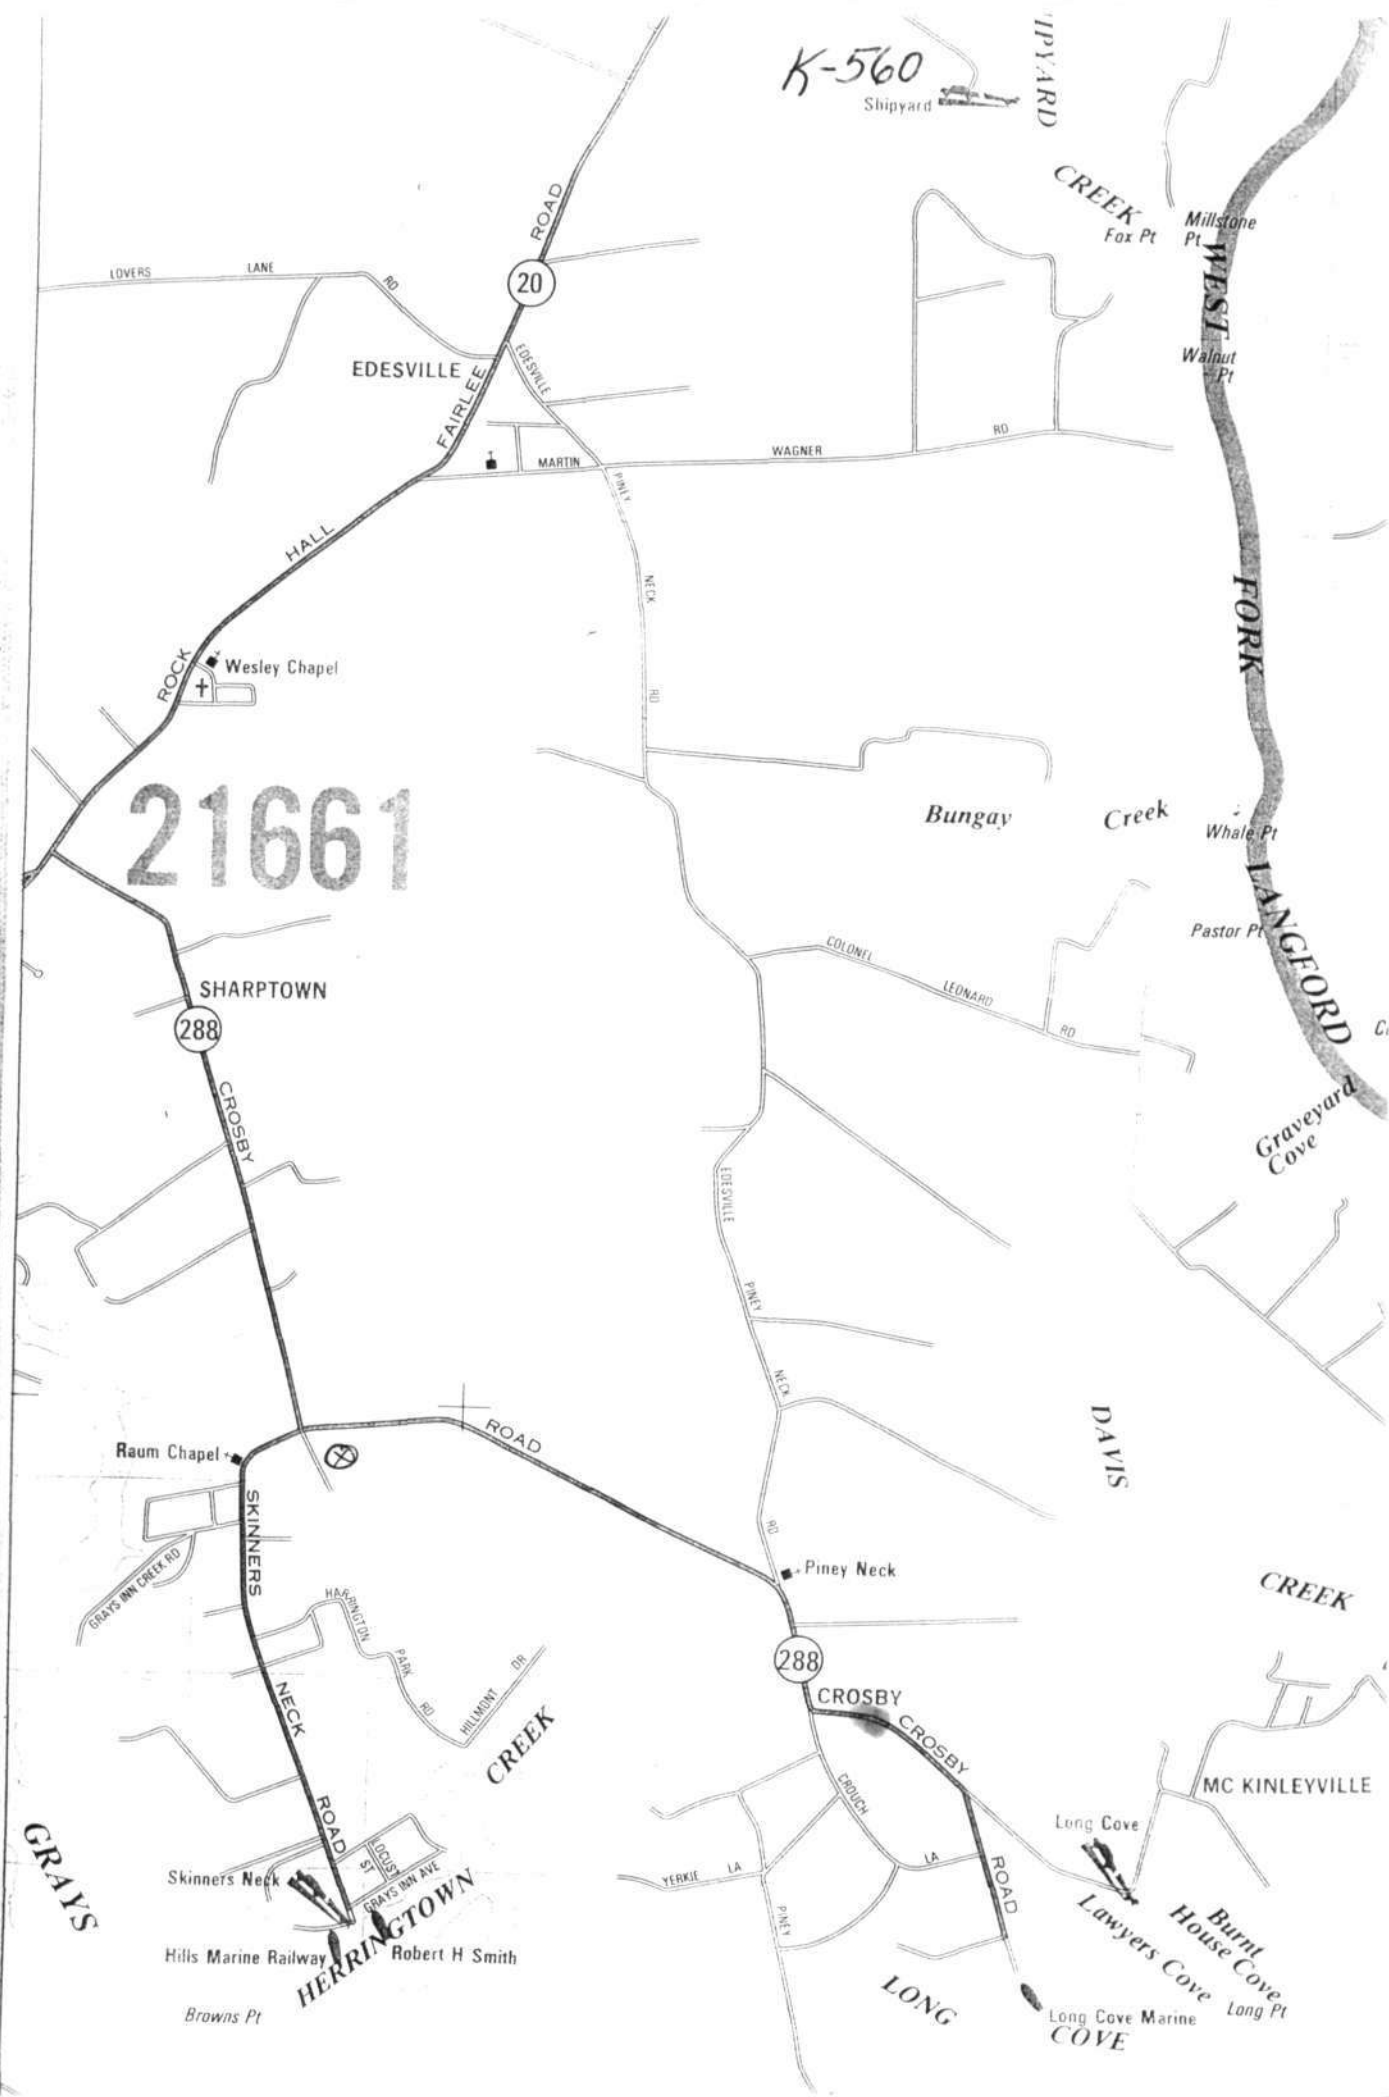 K-560
Shipyard
IPYARD
CREEK
Fox Pt
Millstone
Pt
WEST
Walnut
Pt
FORK
ROAD
20
LOVERS LANE RD
EDESVILLE
EDESVILLE
FAIRLEE
MARTIN
WAGNER RD
PINEY
NECK
RD
HALL
ROCK
Wesley Chapel
21661
Bungay Creek
Whale Pt
LANGFORD
Pastor Pt
COLONEL LEONARD RD
SHARPTOWN
288
CROSBY
Graveyard
Cove
EDESVILLE
PINEY
NECK
RD
DAVIS
CREEK
ROAD
Raum Chapel
SKINNERS
NECK
ROAD
GRAYS INN CREEK RD
HARRINGTON
PARK
RD
HILLMONT DR
CREEK
Piney Neck
288
CROSBY
CROSBY
ROAD
MC KINLEYVILLE
CROUCH
LA
YERKIE LA
PINEY
Long Cove
GRAYS
Skinners Neck
LOCUST
ST
GRAYS INN AVE
HERRINGTOWN
Hills Marine Railway
Robert H Smith
Browns Pt
Lawyers Cove
Burnt
House Cove
Long Pt
LONG
COVE
Long Cove Marine